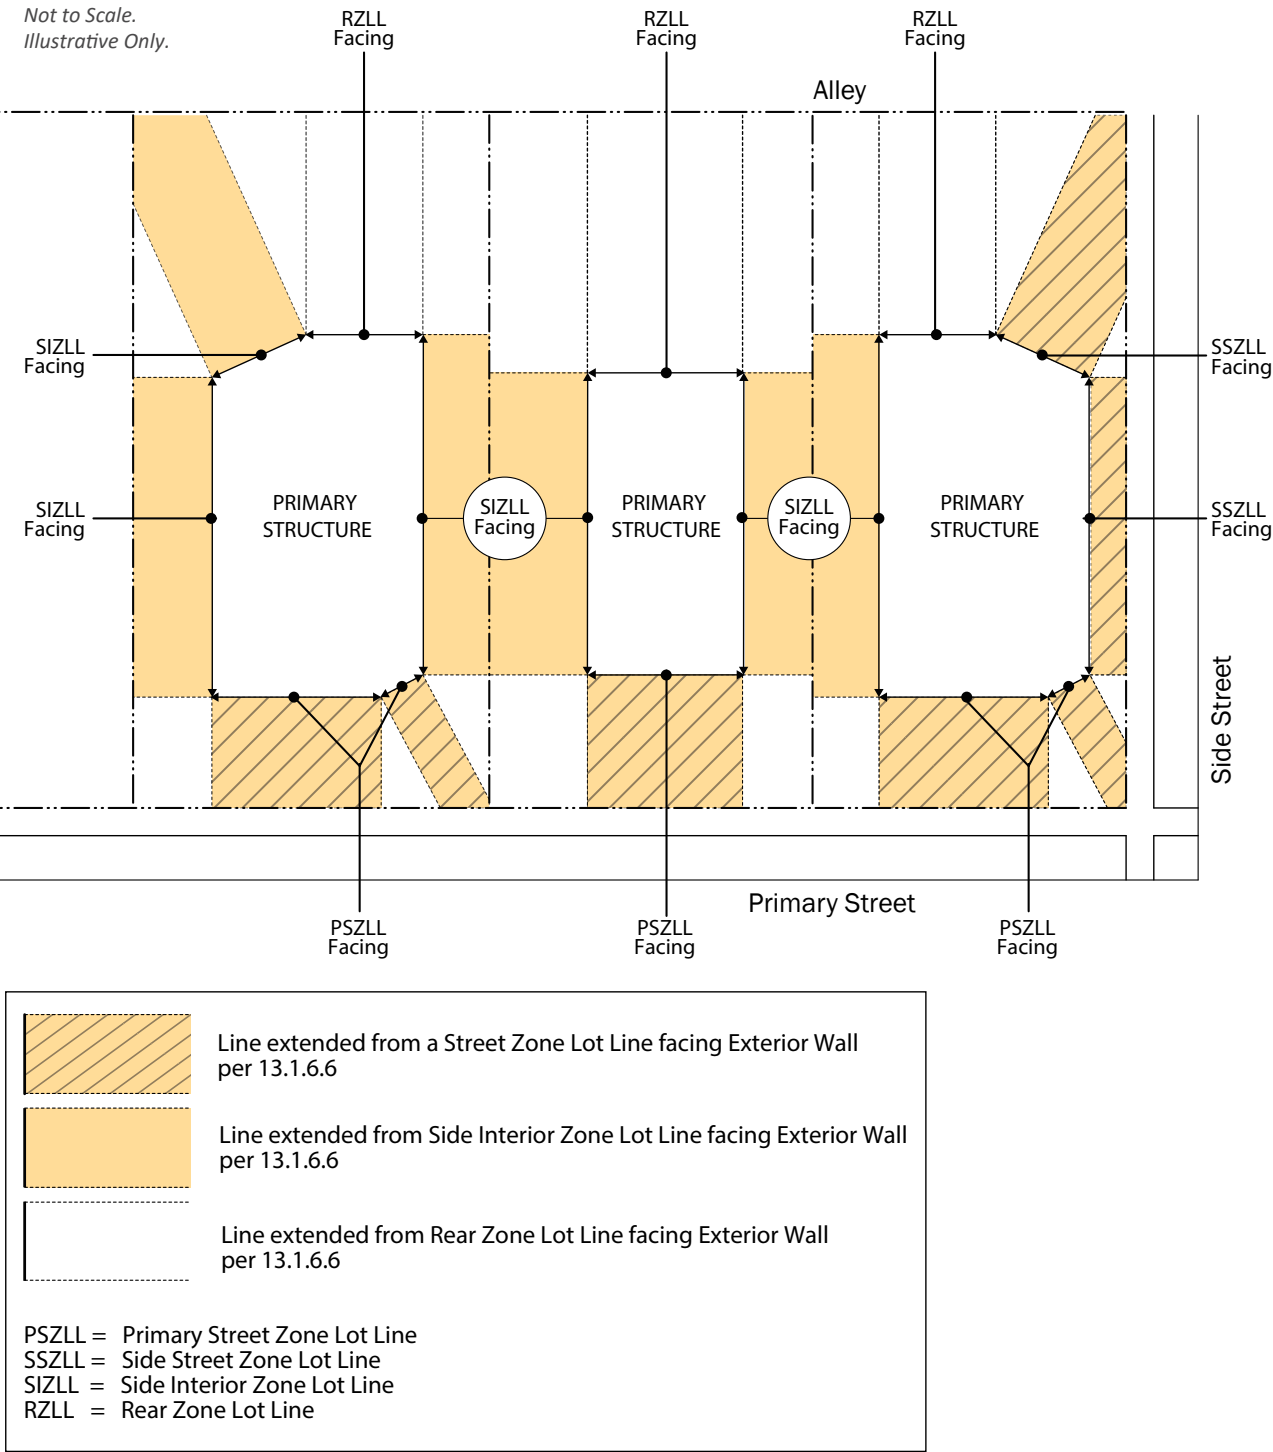 Not to Scale.
Illustrative Only.
RZLL
Facing
RZLL
Facing
RZLL
Facing
Alley
SIZLL
Facing
SSZLL
Facing
SIZLL
Facing
PRIMARY
STRUCTURE
SIZLL
Facing
PRIMARY
STRUCTURE
SIZLL
Facing
PRIMARY
STRUCTURE
SSZLL
Facing
Side Street
Primary Street
PSZLL
Facing
PSZLL
Facing
PSZLL
Facing
Line extended from a Street Zone Lot Line facing Exterior Wall
per 13.1.6.6
Line extended from Side Interior Zone Lot Line facing Exterior Wall
per 13.1.6.6
Line extended from Rear Zone Lot Line facing Exterior Wall
per 13.1.6.6
PSZLL = Primary Street Zone Lot Line
SSZLL = Side Street Zone Lot Line
SIZLL = Side Interior Zone Lot Line
RZLL = Rear Zone Lot Line